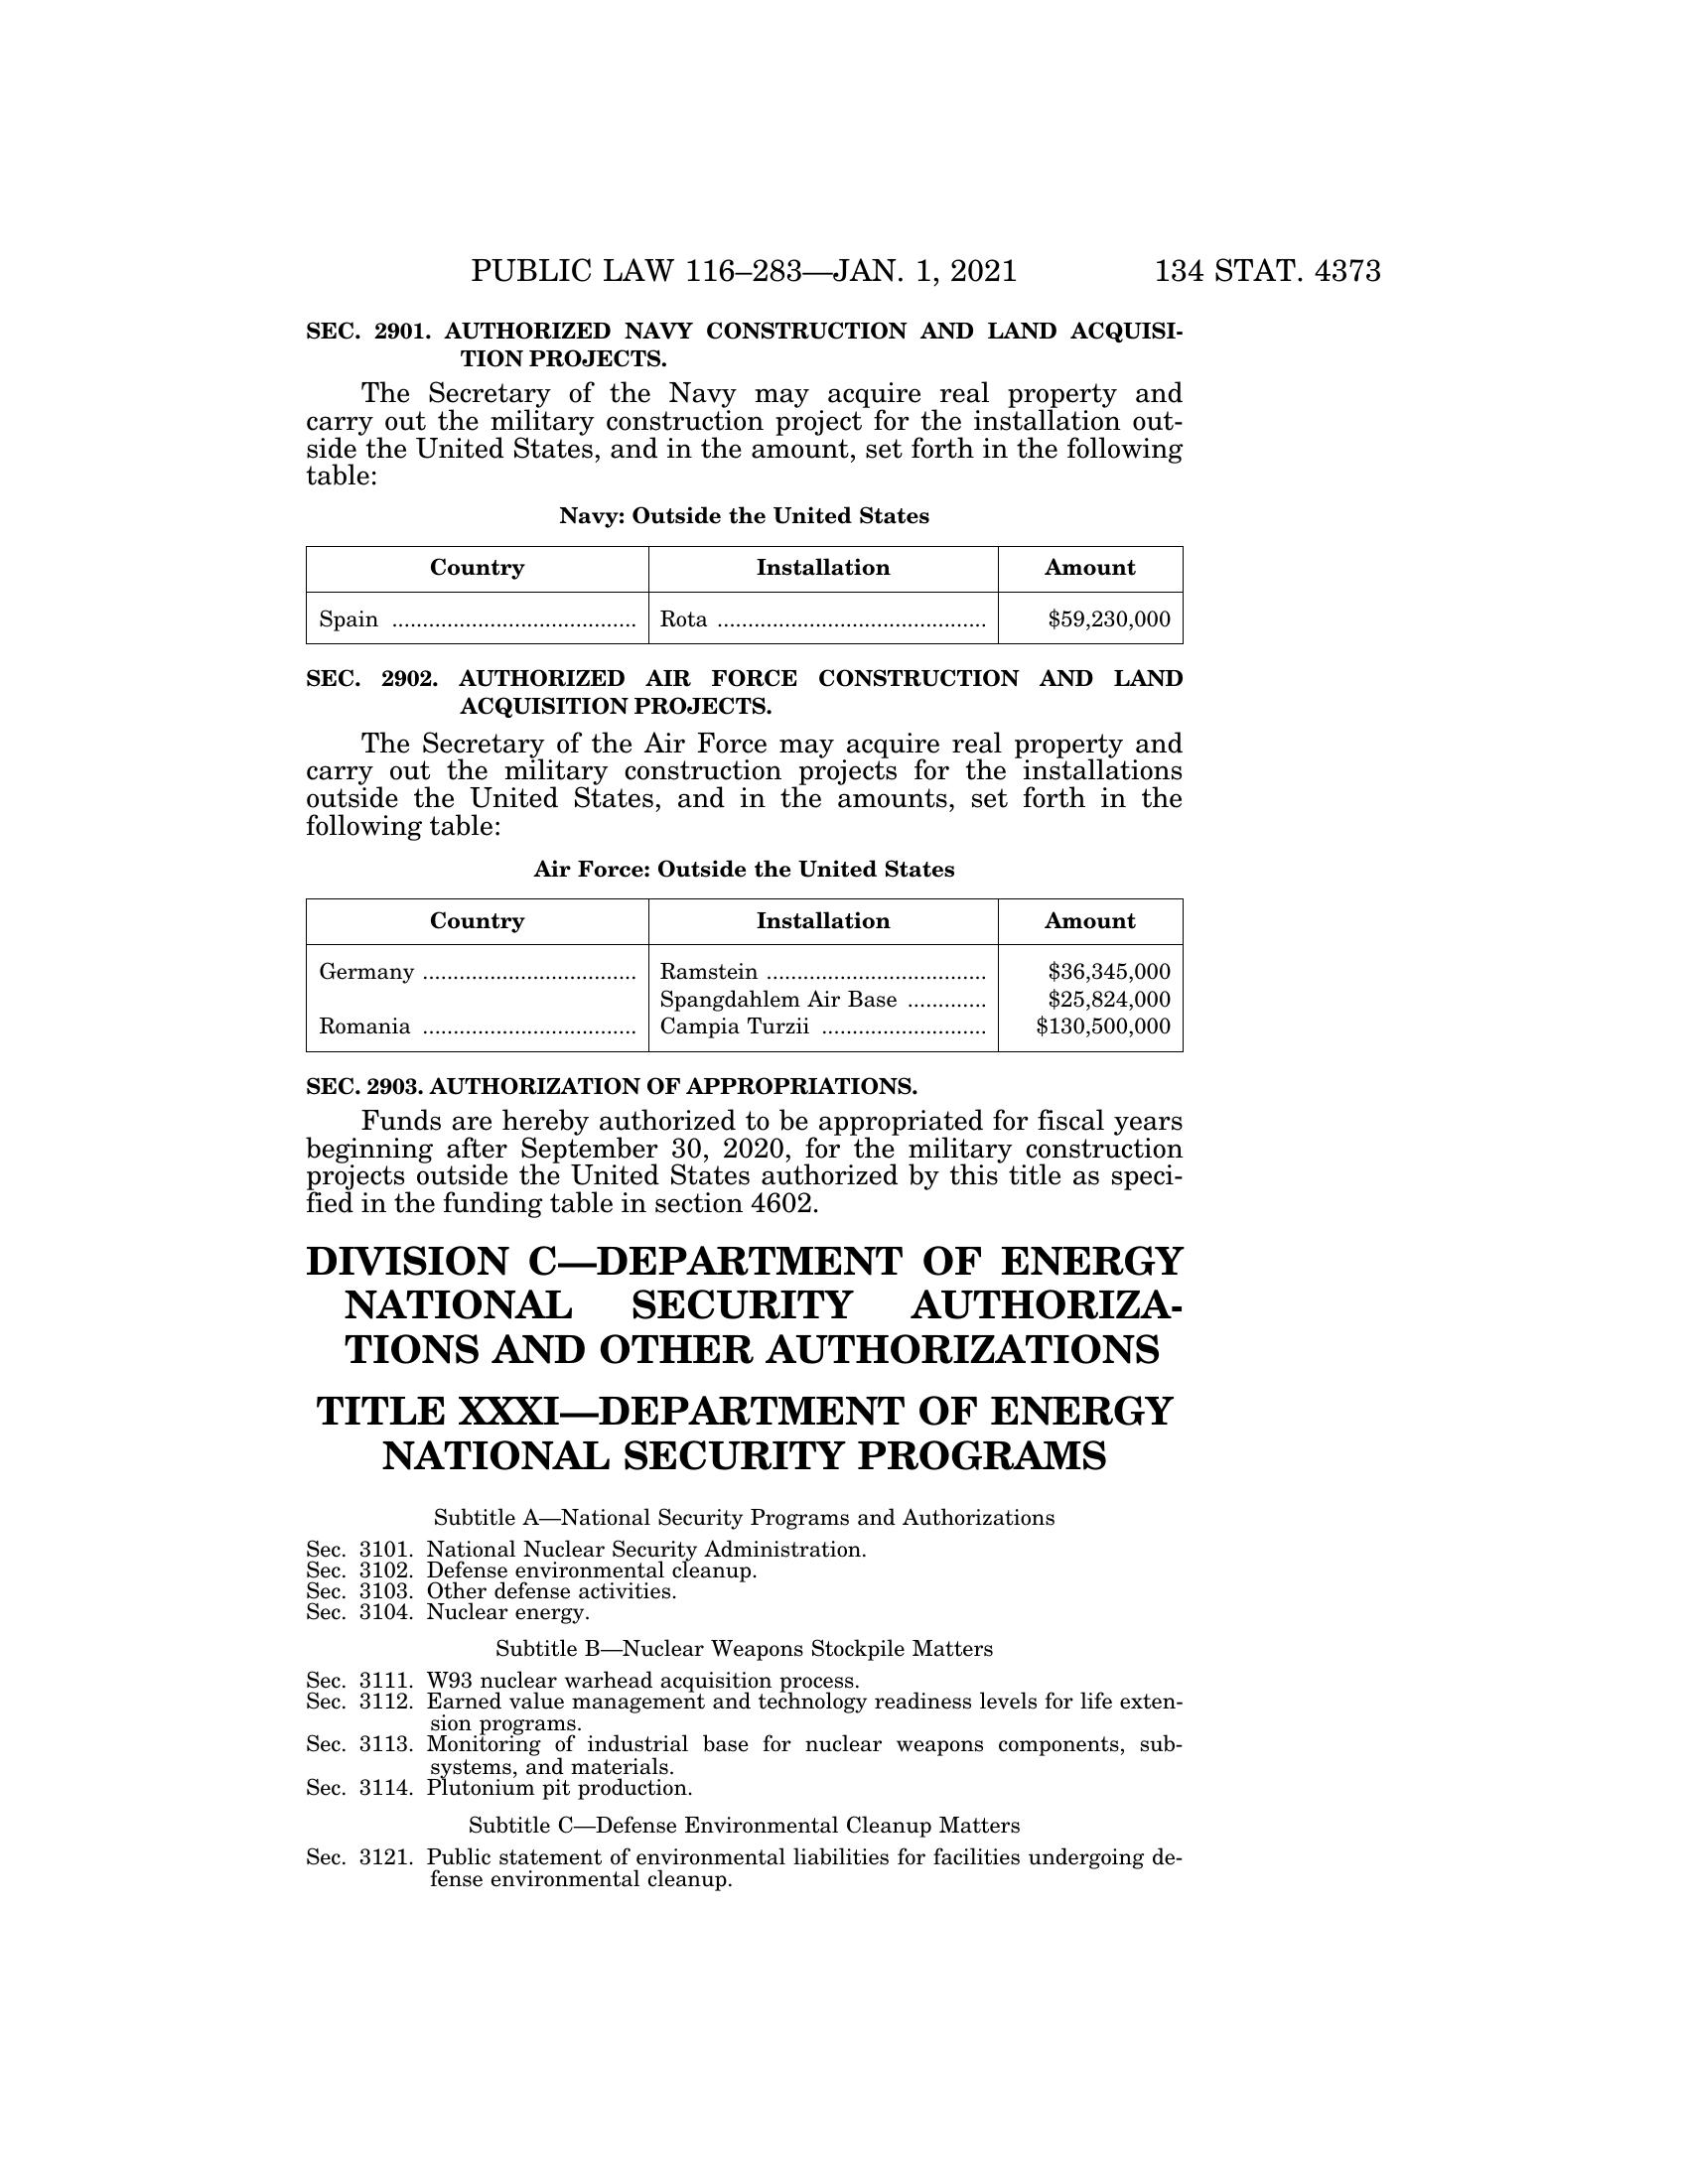 PUBLIC LAW 116–283—JAN. 1, 2021 134 STAT. 4373
SEC. 2901. AUTHORIZED NAVY CONSTRUCTION AND LAND ACQUISI-
TION PROJECTS.
The Secretary of the Navy may acquire real property and
carry out the military construction project for the installation out-
side the United States, and in the amount, set forth in the following
table:
Navy: Outside the United States
Country Installation Amount
Spain ........................................ Rota ............................................ $59,230,000
SEC. 2902. AUTHORIZED AIR FORCE CONSTRUCTION AND LAND
ACQUISITION PROJECTS.
The Secretary of the Air Force may acquire real property and
carry out the military construction projects for the installations
outside the United States, and in the amounts, set forth in the
following table:
Air Force: Outside the United States
Country Installation Amount
Germany ................................... Ramstein .................................... $36,345,000
Spangdahlem Air Base ............. $25,824,000
Romania ................................... Campia Turzii ........................... $130,500,000
SEC. 2903. AUTHORIZATION OF APPROPRIATIONS.
Funds are hereby authorized to be appropriated for fiscal years
beginning after September 30, 2020, for the military construction
projects outside the United States authorized by this title as speci-
fied in the funding table in section 4602.
DIVISION C—DEPARTMENT OF ENERGY
NATIONAL SECURITY AUTHORIZA-
TIONS AND OTHER AUTHORIZATIONS
TITLE XXXI—DEPARTMENT OF ENERGY
NATIONAL SECURITY PROGRAMS
Subtitle A—National Security Programs and Authorizations
Sec. 3101. National Nuclear Security Administration.
Sec. 3102. Defense environmental cleanup.
Sec. 3103. Other defense activities.
Sec. 3104. Nuclear energy.
Subtitle B—Nuclear Weapons Stockpile Matters
Sec. 3111. W93 nuclear warhead acquisition process.
Sec. 3112. Earned value management and technology readiness levels for life exten-
sion programs.
Sec. 3113. Monitoring of industrial base for nuclear weapons components, sub-
systems, and materials.
Sec. 3114. Plutonium pit production.
Subtitle C—Defense Environmental Cleanup Matters
Sec. 3121. Public statement of environmental liabilities for facilities undergoing de-
fense environmental cleanup.